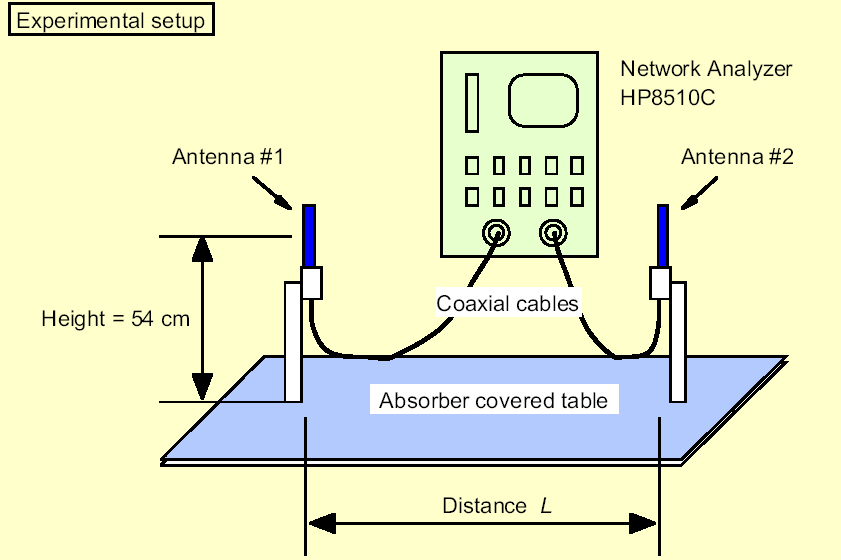 Experimental setup
Network Analyzer
HP8510C
Antenna #1
Antenna #2
Coaxial cables
Height = 54 cm
Absorber covered table
Distance L